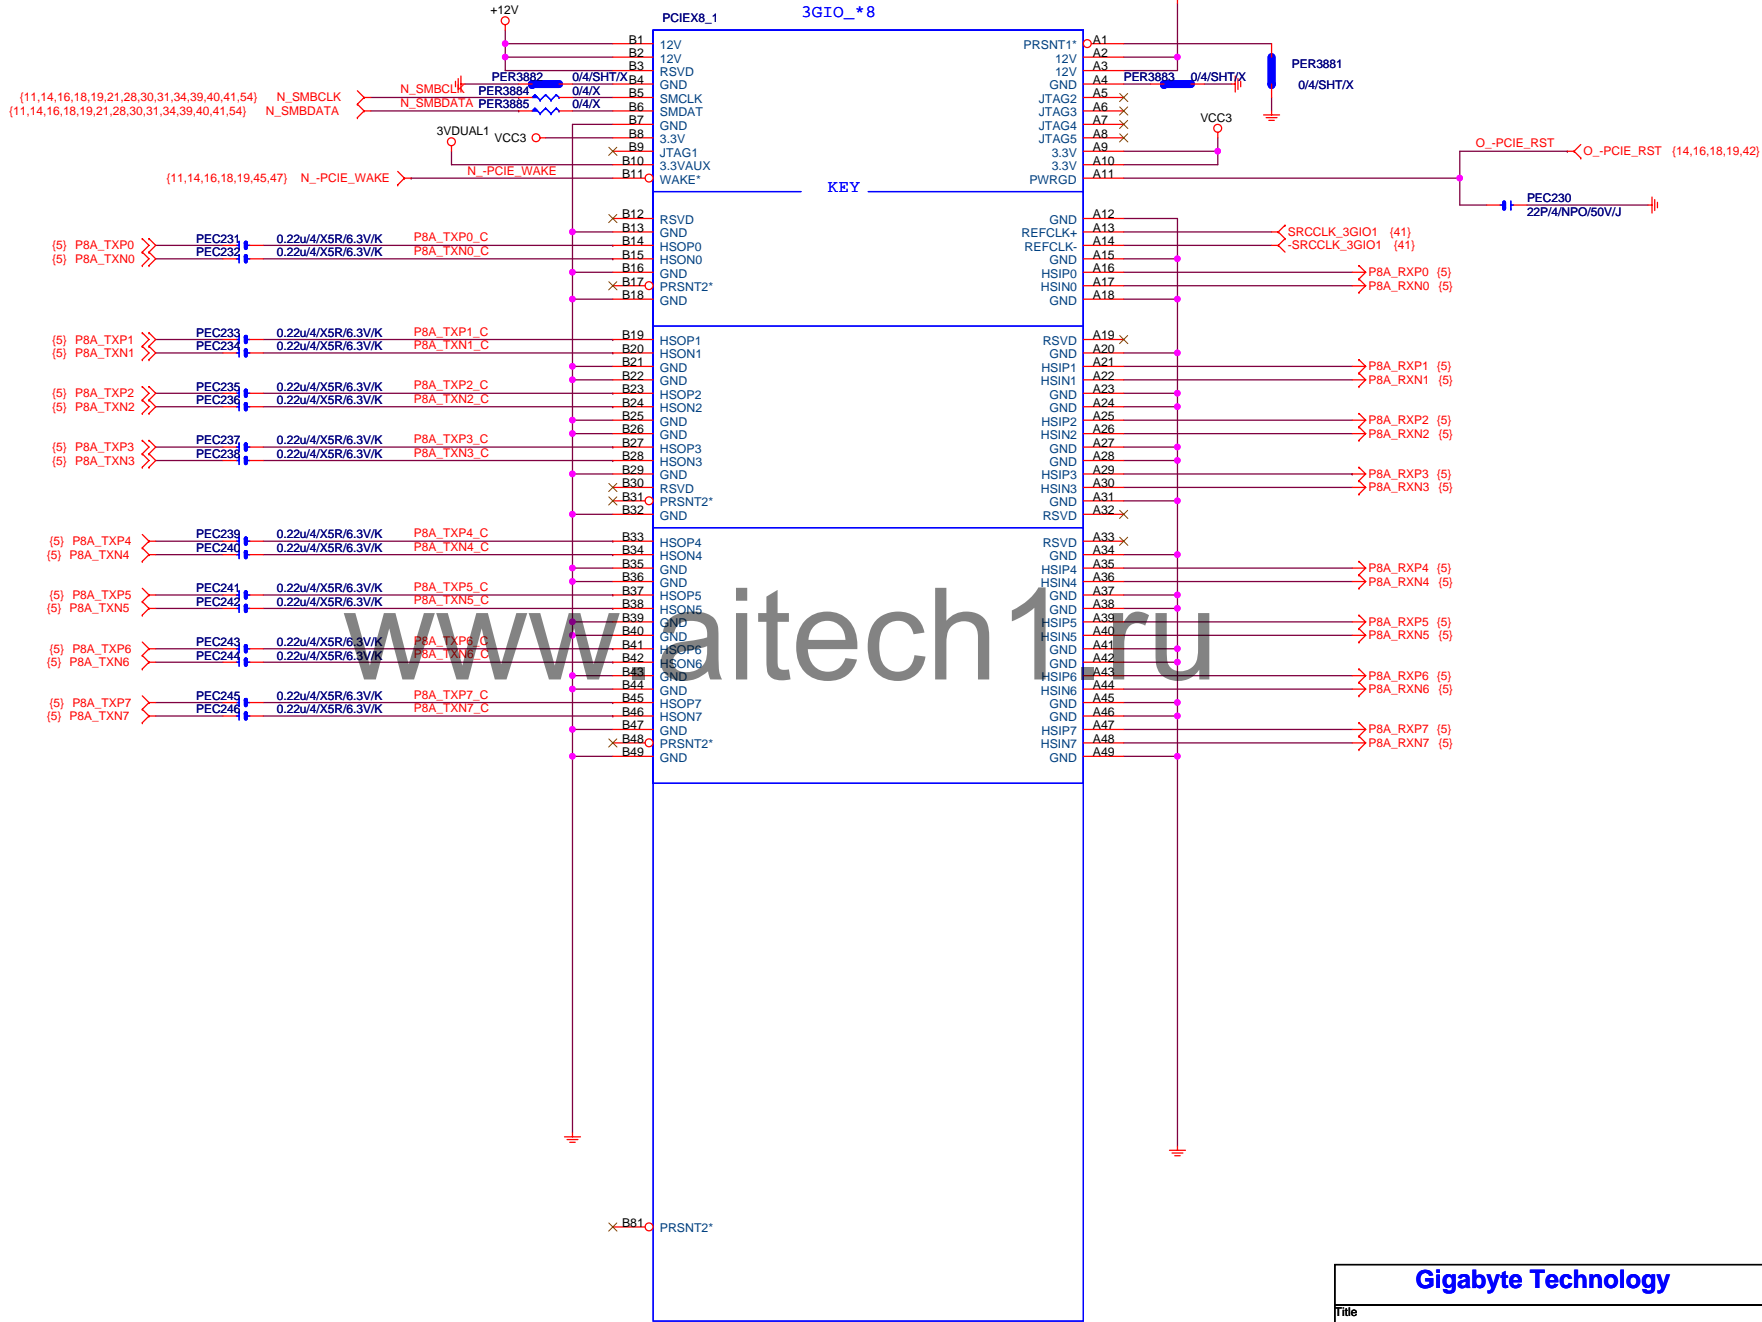 +12V
PCIEX8_1
3GIO_*8
B1 12V PRSNT1* A1
B2 12V 12V A2
B3 RSVD 12V A3
PER3882 0/4/SHT/X B4 GND GND A4 PER3883 0/4/SHT/X
PER3881
0/4/SHT/X
{11,14,16,18,19,21,28,30,31,34,39,40,41,54} N_SMBCLK N_SMBCLK PER3884 0/4/X B5 SMCLK JTAG2 A5
{11,14,16,18,19,21,28,30,31,34,39,40,41,54} N_SMBDATA N_SMBDATA PER3885 0/4/X B6 SMDAT JTAG3 A6
B7 GND JTAG4 A7
3VDUAL1 VCC3 B8 3.3V JTAG5 A8 VCC3
B9 JTAG1 3.3V A9
B10 3.3VAUX 3.3V A10
O_-PCIE_RST O_-PCIE_RST {14,16,18,19,42}
{11,14,16,18,19,45,47} N_-PCIE_WAKE N_-PCIE_WAKE B11 WAKE* PWRGD A11
KEY
PEC230
22P/4/NPO/50V/J
B12 RSVD GND A12
B13 GND REFCLK+ A13 SRCCLK_3GIO1 {41}
{5} P8A_TXP0 PEC231 0.22u/4/X5R/6.3V/K P8A_TXP0_C B14 HSOP0 REFCLK- A14 -SRCCLK_3GIO1 {41}
{5} P8A_TXN0 PEC232 0.22u/4/X5R/6.3V/K P8A_TXN0_C B15 HSON0 GND A15
B16 GND HSIP0 A16 P8A_RXP0 {5}
B17 PRSNT2* HSIN0 A17 P8A_RXN0 {5}
B18 GND GND A18
{5} P8A_TXP1 PEC233 0.22u/4/X5R/6.3V/K P8A_TXP1_C B19 HSOP1 RSVD A19
{5} P8A_TXN1 PEC234 0.22u/4/X5R/6.3V/K P8A_TXN1_C B20 HSON1 GND A20
B21 GND HSIP1 A21 P8A_RXP1 {5}
B22 GND HSIN1 A22 P8A_RXN1 {5}
{5} P8A_TXP2 PEC235 0.22u/4/X5R/6.3V/K P8A_TXP2_C B23 HSOP2 GND A23
{5} P8A_TXN2 PEC236 0.22u/4/X5R/6.3V/K P8A_TXN2_C B24 HSON2 GND A24
B25 GND HSIP2 A25 P8A_RXP2 {5}
B26 GND HSIN2 A26 P8A_RXN2 {5}
{5} P8A_TXP3 PEC237 0.22u/4/X5R/6.3V/K P8A_TXP3_C B27 HSOP3 GND A27
{5} P8A_TXN3 PEC238 0.22u/4/X5R/6.3V/K P8A_TXN3_C B28 HSON3 GND A28
B29 GND HSIP3 A29 P8A_RXP3 {5}
B30 RSVD HSIN3 A30 P8A_RXN3 {5}
B31 PRSNT2* GND A31
B32 GND RSVD A32
{5} P8A_TXP4 PEC239 0.22u/4/X5R/6.3V/K P8A_TXP4_C B33 HSOP4 RSVD A33
{5} P8A_TXN4 PEC240 0.22u/4/X5R/6.3V/K P8A_TXN4_C B34 HSON4 GND A34
B35 GND HSIP4 A35 P8A_RXP4 {5}
B36 GND HSIN4 A36 P8A_RXN4 {5}
{5} P8A_TXP5 PEC241 0.22u/4/X5R/6.3V/K P8A_TXP5_C B37 HSOP5 GND A37
{5} P8A_TXN5 PEC242 0.22u/4/X5R/6.3V/K P8A_TXN5_C B38 HSON5 GND A38
B39 GND HSIP5 A39 P8A_RXP5 {5}
B40 GND HSIN5 A40 P8A_RXN5 {5}
www.aitech1.ru
{5} P8A_TXP6 PEC243 0.22u/4/X5R/6.3V/K P8A_TXP6_C B41 HSOP6 GND A41
{5} P8A_TXN6 PEC244 0.22u/4/X5R/6.3V/K P8A_TXN6_C B42 HSON6 GND A42
B43 GND HSIP6 A43 P8A_RXP6 {5}
B44 GND HSIN6 A44 P8A_RXN6 {5}
{5} P8A_TXP7 PEC245 0.22u/4/X5R/6.3V/K P8A_TXP7_C B45 HSOP7 GND A45
{5} P8A_TXN7 PEC246 0.22u/4/X5R/6.3V/K P8A_TXN7_C B46 HSON7 GND A46
B47 GND HSIP7 A47 P8A_RXP7 {5}
B48 PRSNT2* HSIN7 A48 P8A_RXN7 {5}
B49 GND GND A49
B81 PRSNT2*
Gigabyte Technology
Title